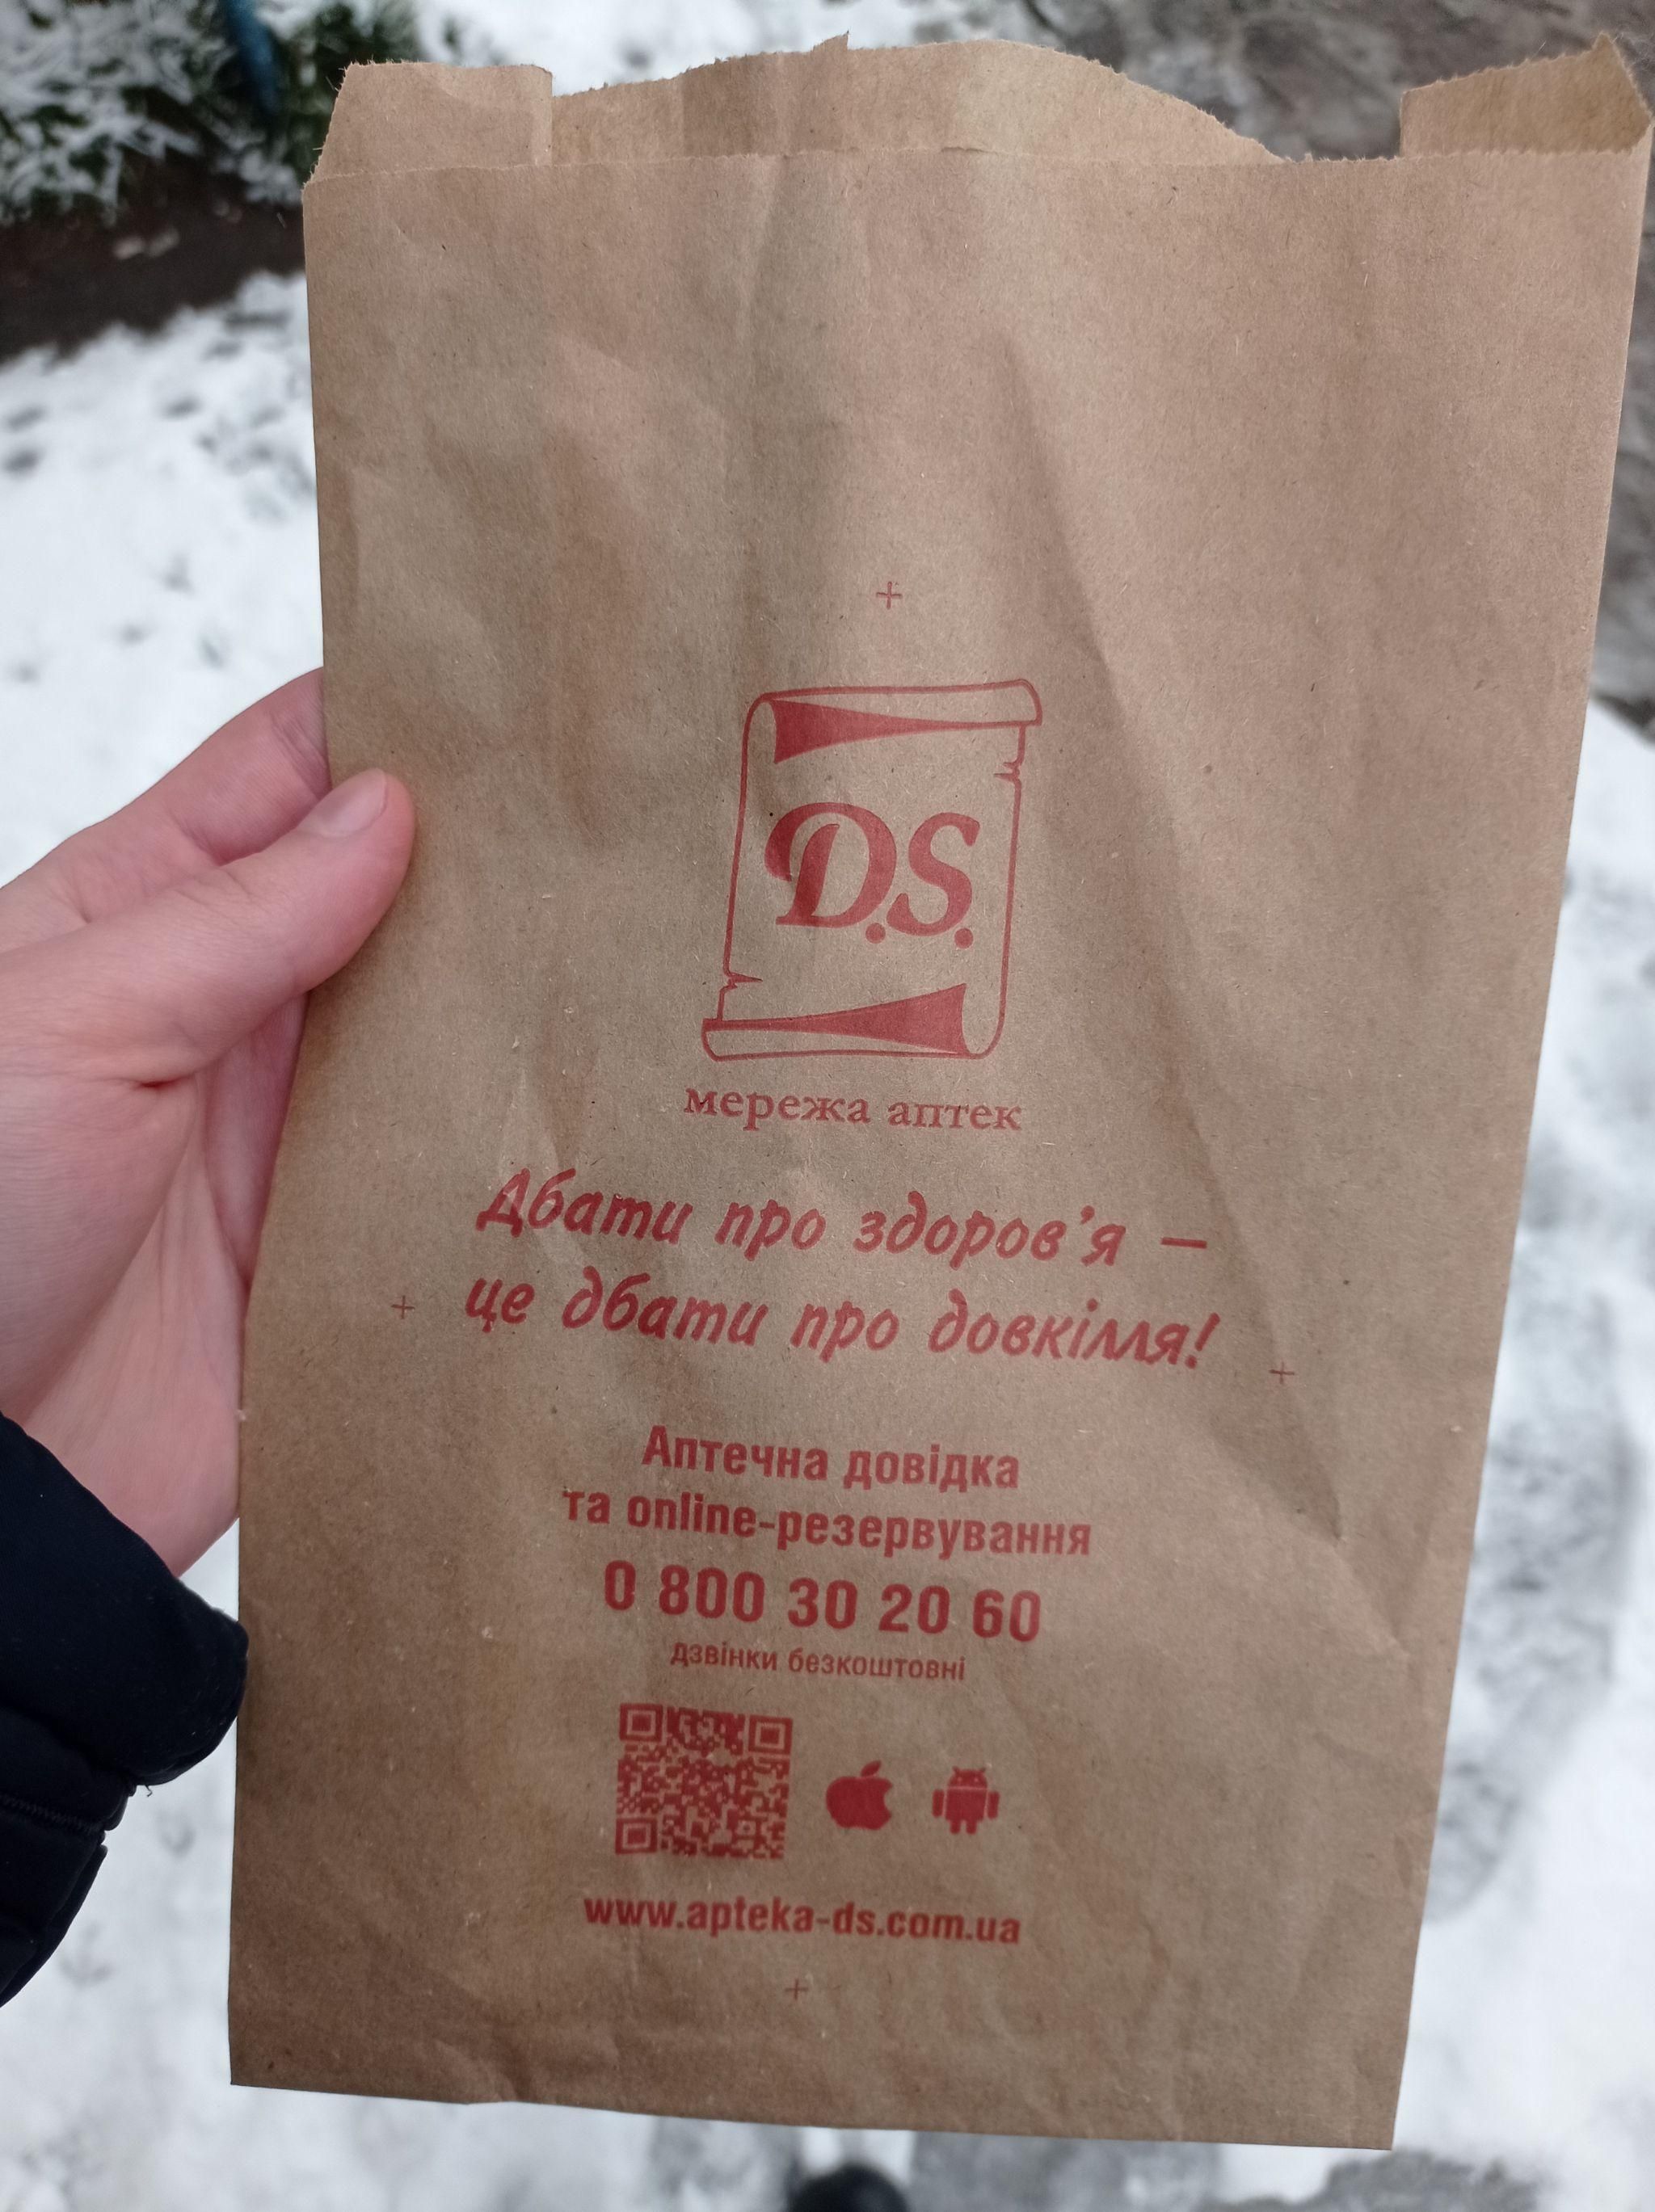 D.S.
мережа аптек
Дбати про здоров'я –
це дбати про довкілля!
Аптечна довідка
та online-резервування
0 800 30 20 60
дзвінки безкоштовні
www.apteka-ds.com.ua